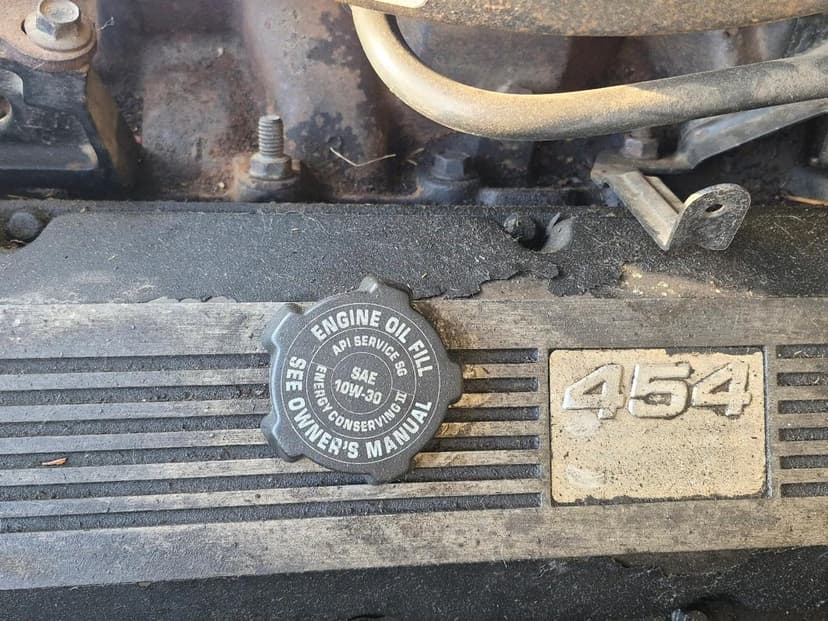 ENGINE OIL FILL
API SERVICE SG
SAE
10W-30
ENERGY CONSERVING II
SEE OWNER'S MANUAL
454